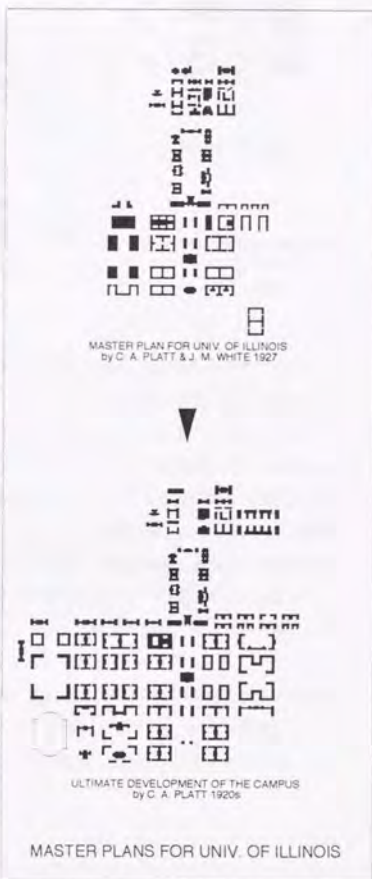 MASTER PLAN FOR UNIV. OF ILLINOIS
by C. A. PLATT & J. M. WHITE 1927
ULTIMATE DEVELOPMENT OF THE CAMPUS
by C. A. PLATT 1920s
MASTER PLANS FOR UNIV. OF ILLINOIS